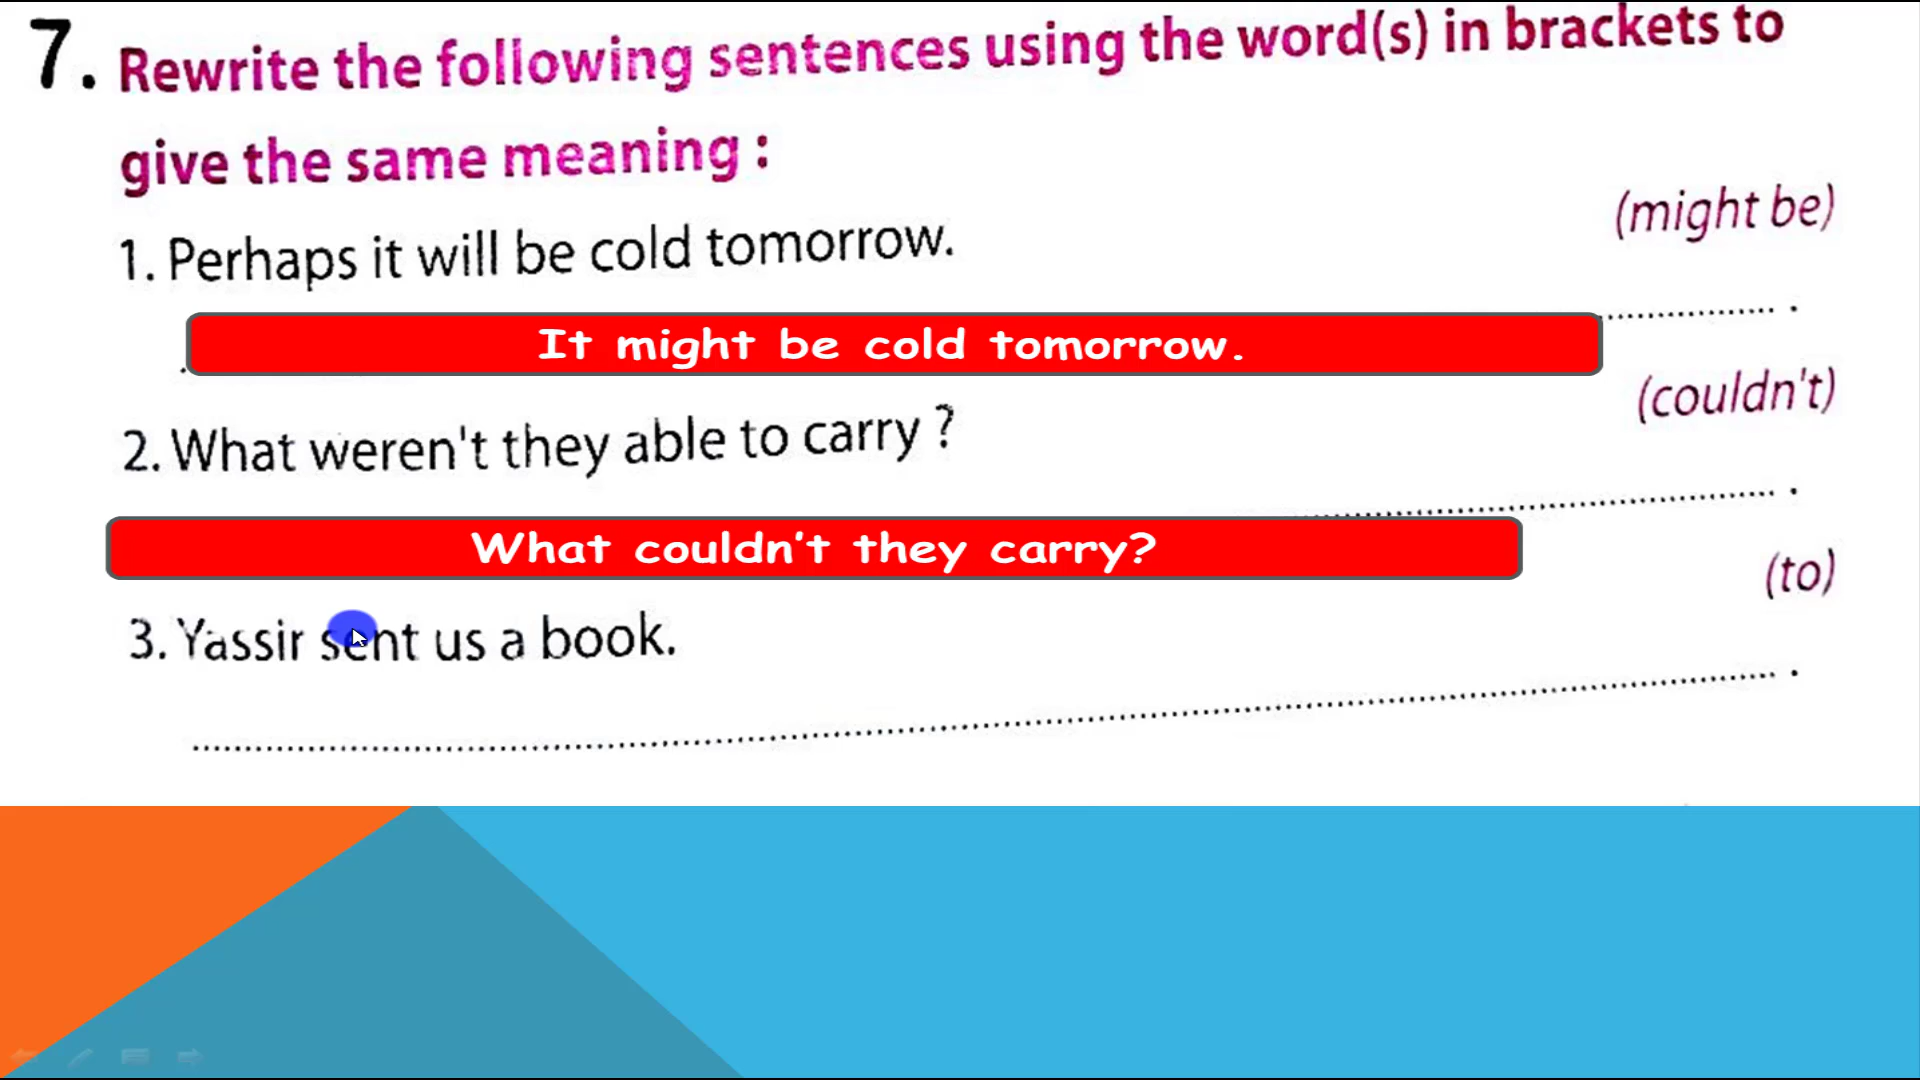 7. Rewrite the following sentences using the word(s) in brackets to
give the same meaning :
(might be)
1. Perhaps it will be cold tomorrow.
It might be cold tomorrow.
(couldn't)
2. What weren't they able to carry ?
What couldn't they carry?
(to)
3. Yassir sent us a book.